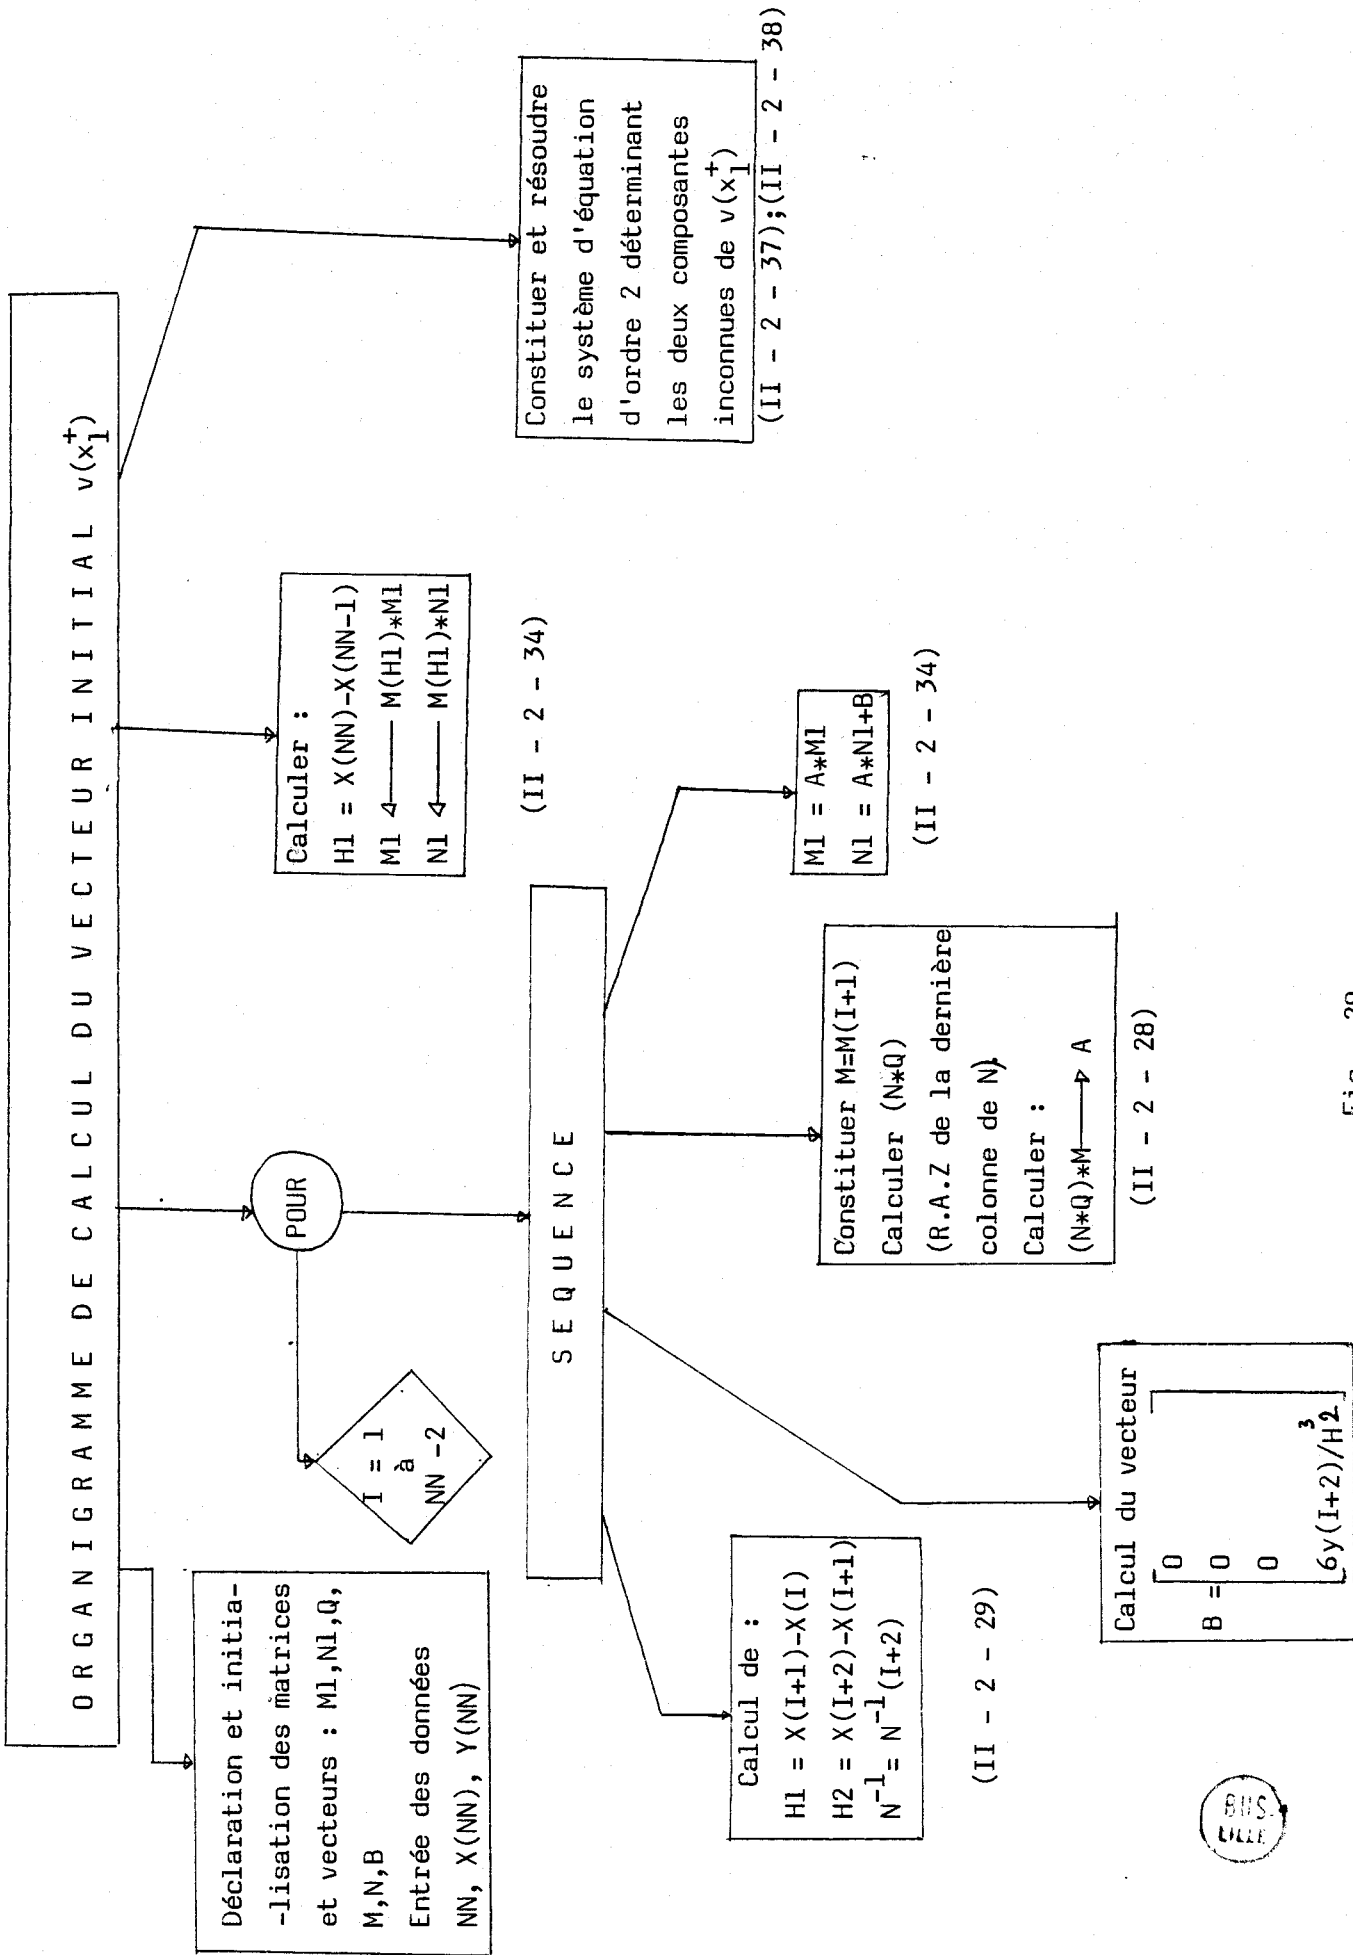 ORGANIGRAMME DE CALCUL DU VECTEUR INITIAL v(x₁⁺)
Déclaration et initia-
-lisation des matrices
et vecteurs : M1,N1,Q,
M,N,B
Entrée des données
NN, X(NN), Y(NN)
POUR
I = 1
à
NN -2
Calculer :
H1 = X(NN)-X(NN-1)
M1 ◁—— M(H1)*M1
N1 ◁—— M(H1)*N1
(II - 2 - 34)
Constituer et résoudre
le système d'équation
d'ordre 2 déterminant
les deux composantes
inconnues de v(x₁⁺)
(II - 2 - 37);(II - 2 - 38)
SEQUENCE
Calcul de :
H1 = X(I+1)-X(I)
H2 = X(I+2)-X(I+1)
N⁻¹= N⁻¹(I+2)
(II - 2 - 29)
Calcul du vecteur
0
B = 0
0
6y(I+2)/H2³
Constituer M=M(I+1)
Calculer (N*Q)
(R.A.Z de la dernière
colonne de N).
Calculer :
(N*Q)*M——▷ A
(II - 2 - 28)
M1 = A*M1
N1 = A*N1+B
(II - 2 - 34)
BUS
LILLE